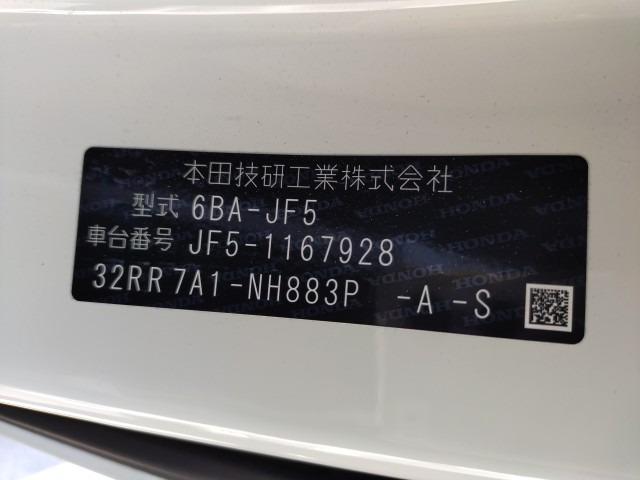 本田技研工業株式会社
型式 6BA-JF5
車台番号 JF5-1167928
32RR 7A1-NH883P -A -S